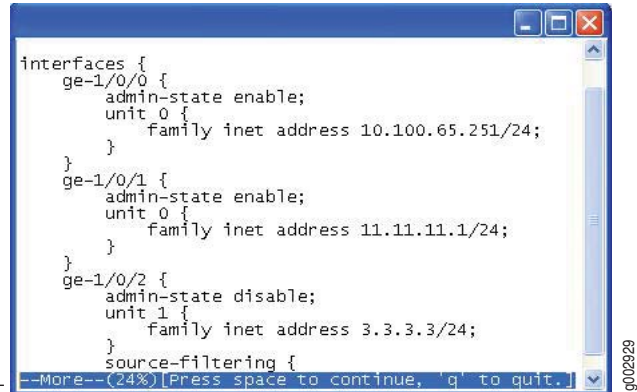 interfaces {
    ge-1/0/0 {
        admin-state enable;
        unit 0 {
            family inet address 10.100.65.251/24;
        }
    }
    ge-1/0/1 {
        admin-state enable;
        unit 0 {
            family inet address 11.11.11.1/24;
        }
    }
    ge-1/0/2 {
        admin-state disable;
        unit 1 {
            family inet address 3.3.3.3/24;
        }
        source-filtering {
--More--(24%)[Press space to continue, 'q' to quit.]
g002929